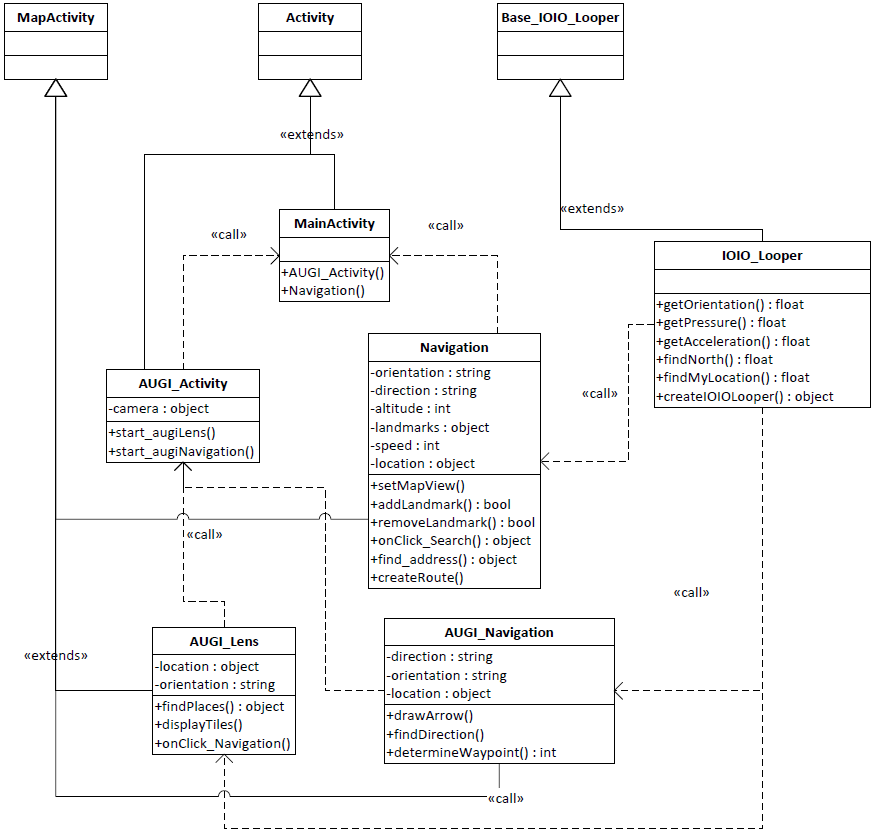 MapActivity
Activity
Base_IOIO_Looper
«extends»
«extends»
MainActivity
+AUGI_Activity()
+Navigation()
«call»
«call»
IOIO_Looper
+getOrientation() : float
+getPressure() : float
+getAcceleration() : float
+findNorth() : float
+findMyLocation() : float
+createIOIOLooper() : object
Navigation
-orientation : string
-direction : string
-altitude : int
-landmarks : object
-speed : int
-location : object
+setMapView()
+addLandmark() : bool
+removeLandmark() : bool
+onClick_Search() : object
+find_address() : object
+createRoute()
AUGI_Activity
-camera : object
+start_augiLens()
+start_augiNavigation()
«call»
«call»
«call»
«extends»
AUGI_Lens
-location : object
-orientation : string
+findPlaces() : object
+displayTiles()
+onClick_Navigation()
AUGI_Navigation
-direction : string
-orientation : string
-location : object
+drawArrow()
+findDirection()
+determineWaypoint() : int
«call»